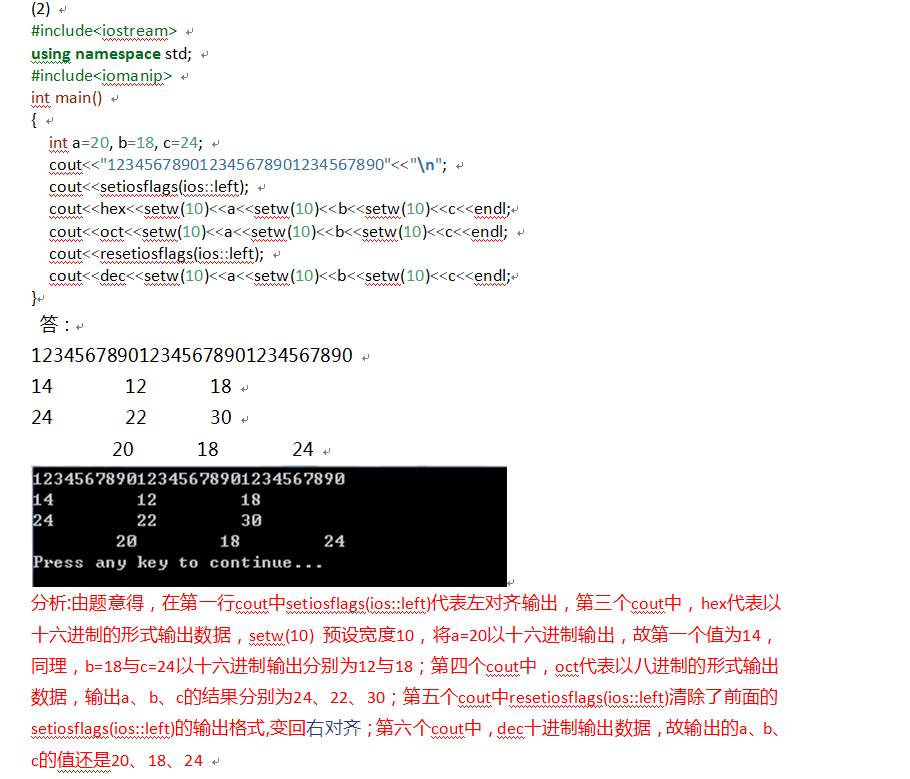 (2)
#include<iostream>
using namespace std;
#include<iomanip>
int main()
{
int a=20, b=18, c=24;
cout<<"123456789012345678901234567890"<<"\n";
cout<<setiosflags(ios::left);
cout<<hex<<setw(10)<<a<<setw(10)<<b<<setw(10)<<c<<endl;
cout<<oct<<setw(10)<<a<<setw(10)<<b<<setw(10)<<c<<endl;
cout<<resetiosflags(ios::left);
cout<<dec<<setw(10)<<a<<setw(10)<<b<<setw(10)<<c<<endl;
}
答：
123456789012345678901234567890
14 12 18
24 22 30
20 18 24
123456789012345678901234567890
14 12 18
24 22 30
20 18 24
Press any key to continue...
分析:由题意得，在第一行cout中setiosflags(ios::left)代表左对齐输出，第三个cout中，hex代表以
十六进制的形式输出数据，setw(10) 预设宽度10，将a=20以十六进制输出，故第一个值为14，
同理，b=18与c=24以十六进制输出分别为12与18；第四个cout中，oct代表以八进制的形式输出
数据，输出a、b、c的结果分别为24、22、30；第五个cout中resetiosflags(ios::left)清除了前面的
setiosflags(ios::left)的输出格式,变回右对齐；第六个cout中，dec十进制输出数据，故输出的a、b、
c的值还是20、18、24